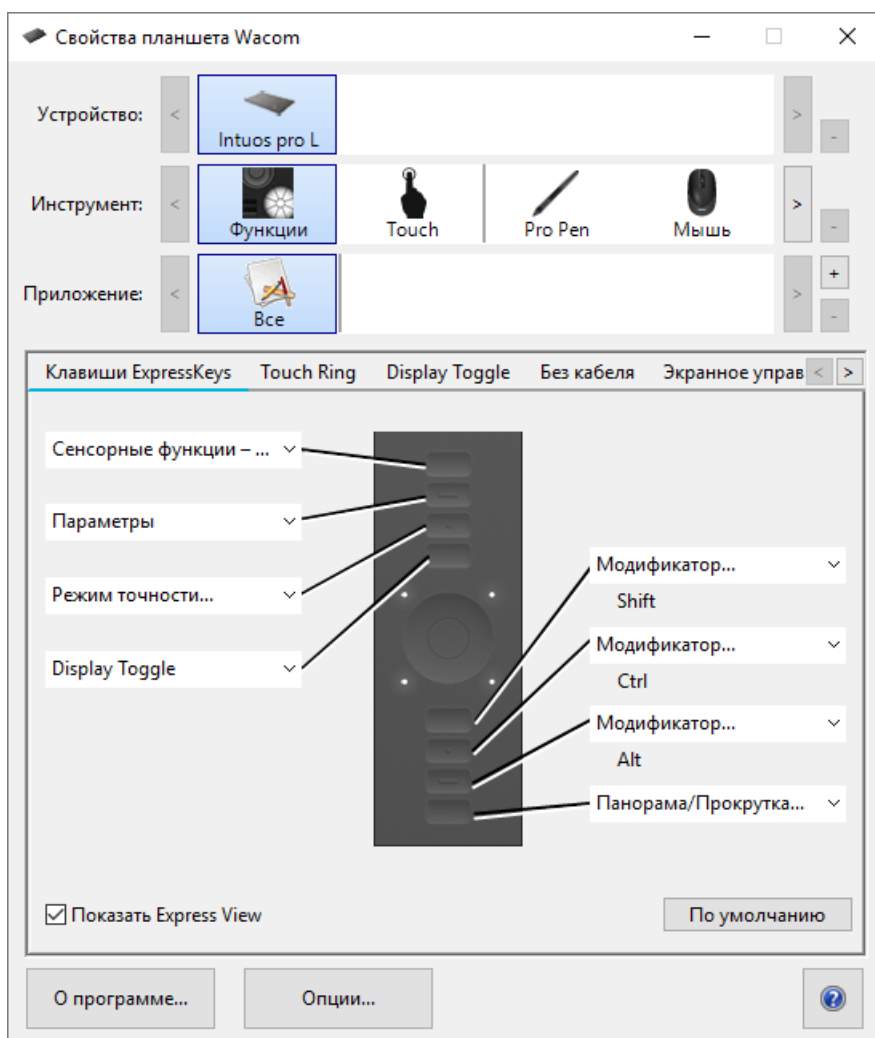 Свойства планшета Wacom
Устройство:
<
Intuos pro L
>
-
Инструмент:
<
Функции
Touch
Pro Pen
Мышь
>
-
Приложение:
<
Все
>
+
-
Клавиши ExpressKeys
Touch Ring
Display Toggle
Без кабеля
Экранное управ
<
>
Сенсорные функции – ...
Параметры
Режим точности...
Display Toggle
Модификатор...
Shift
Модификатор...
Ctrl
Модификатор...
Alt
Панорама/Прокрутка...
Показать Express View
По умолчанию
О программе...
Опции...
?